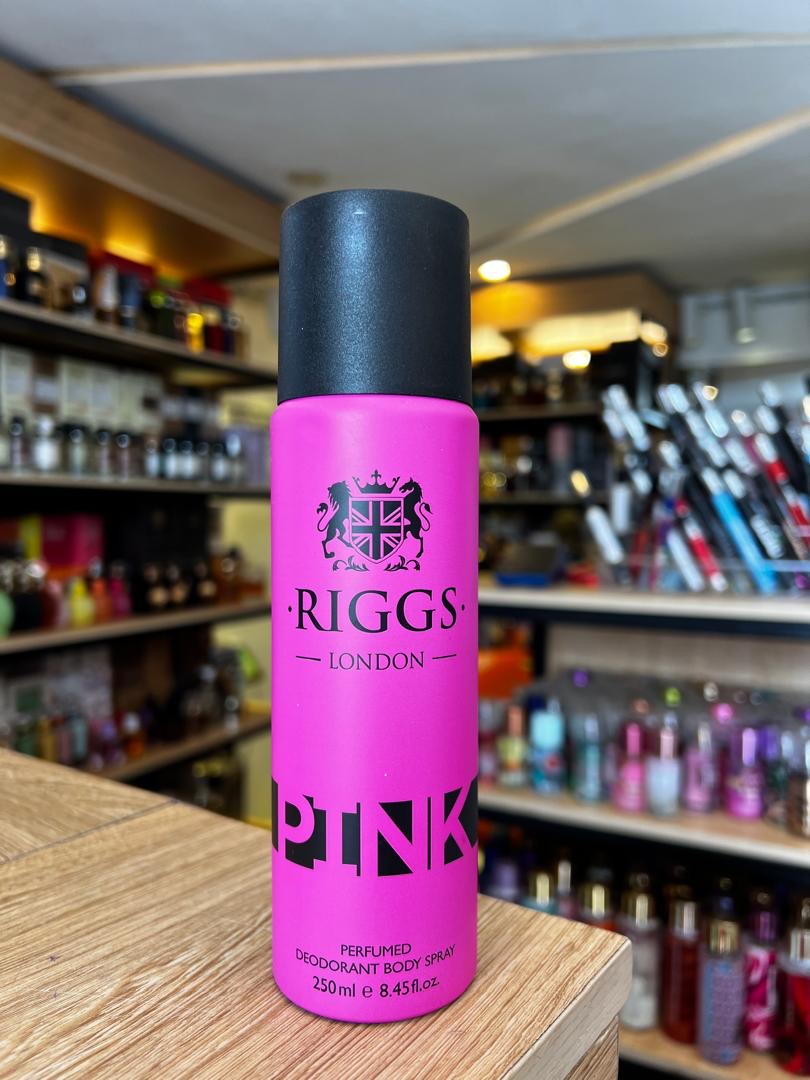 ·RIGGS·
— LONDON —
PINK
PERFUMED
DEODORANT BODY SPRAY
250ml e 8.45fl.oz.